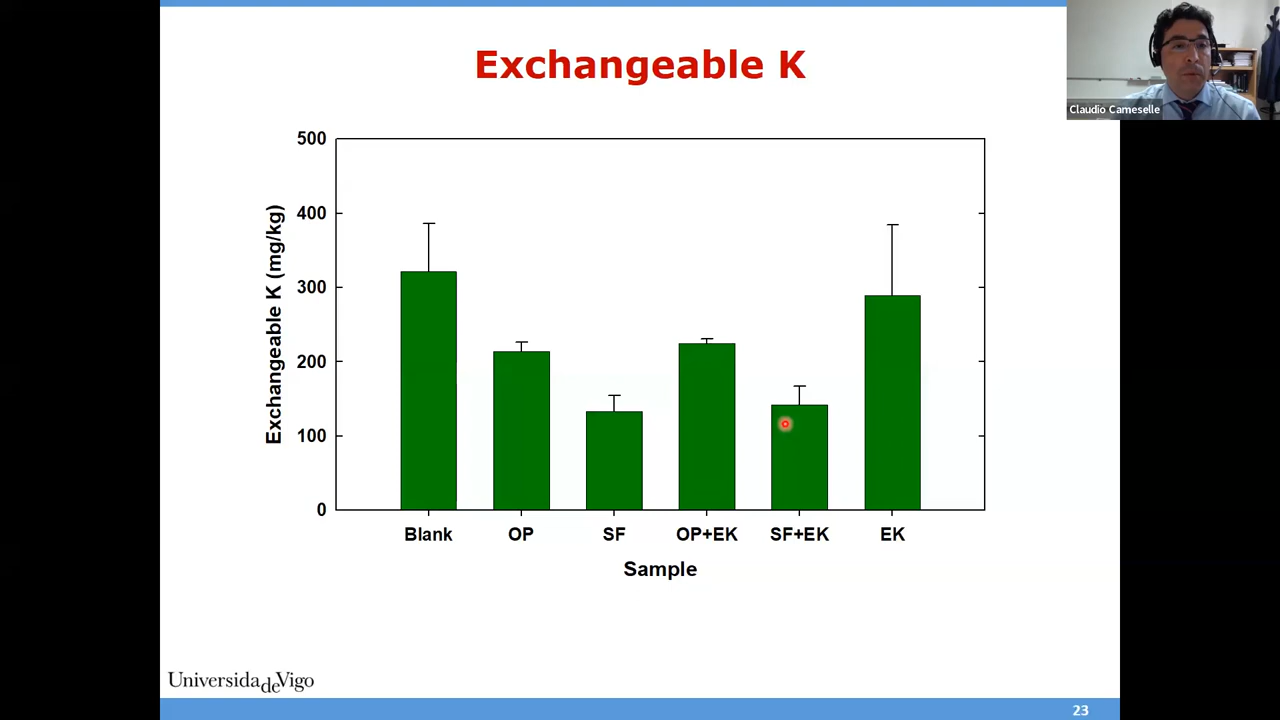 Exchangeable K
Claudio Cameselle
500
400
300
200
100
0
Exchangeable K (mg/kg)
Blank OP SF OP+EK SF+EK EK
Sample
UniversidadeVigo
23